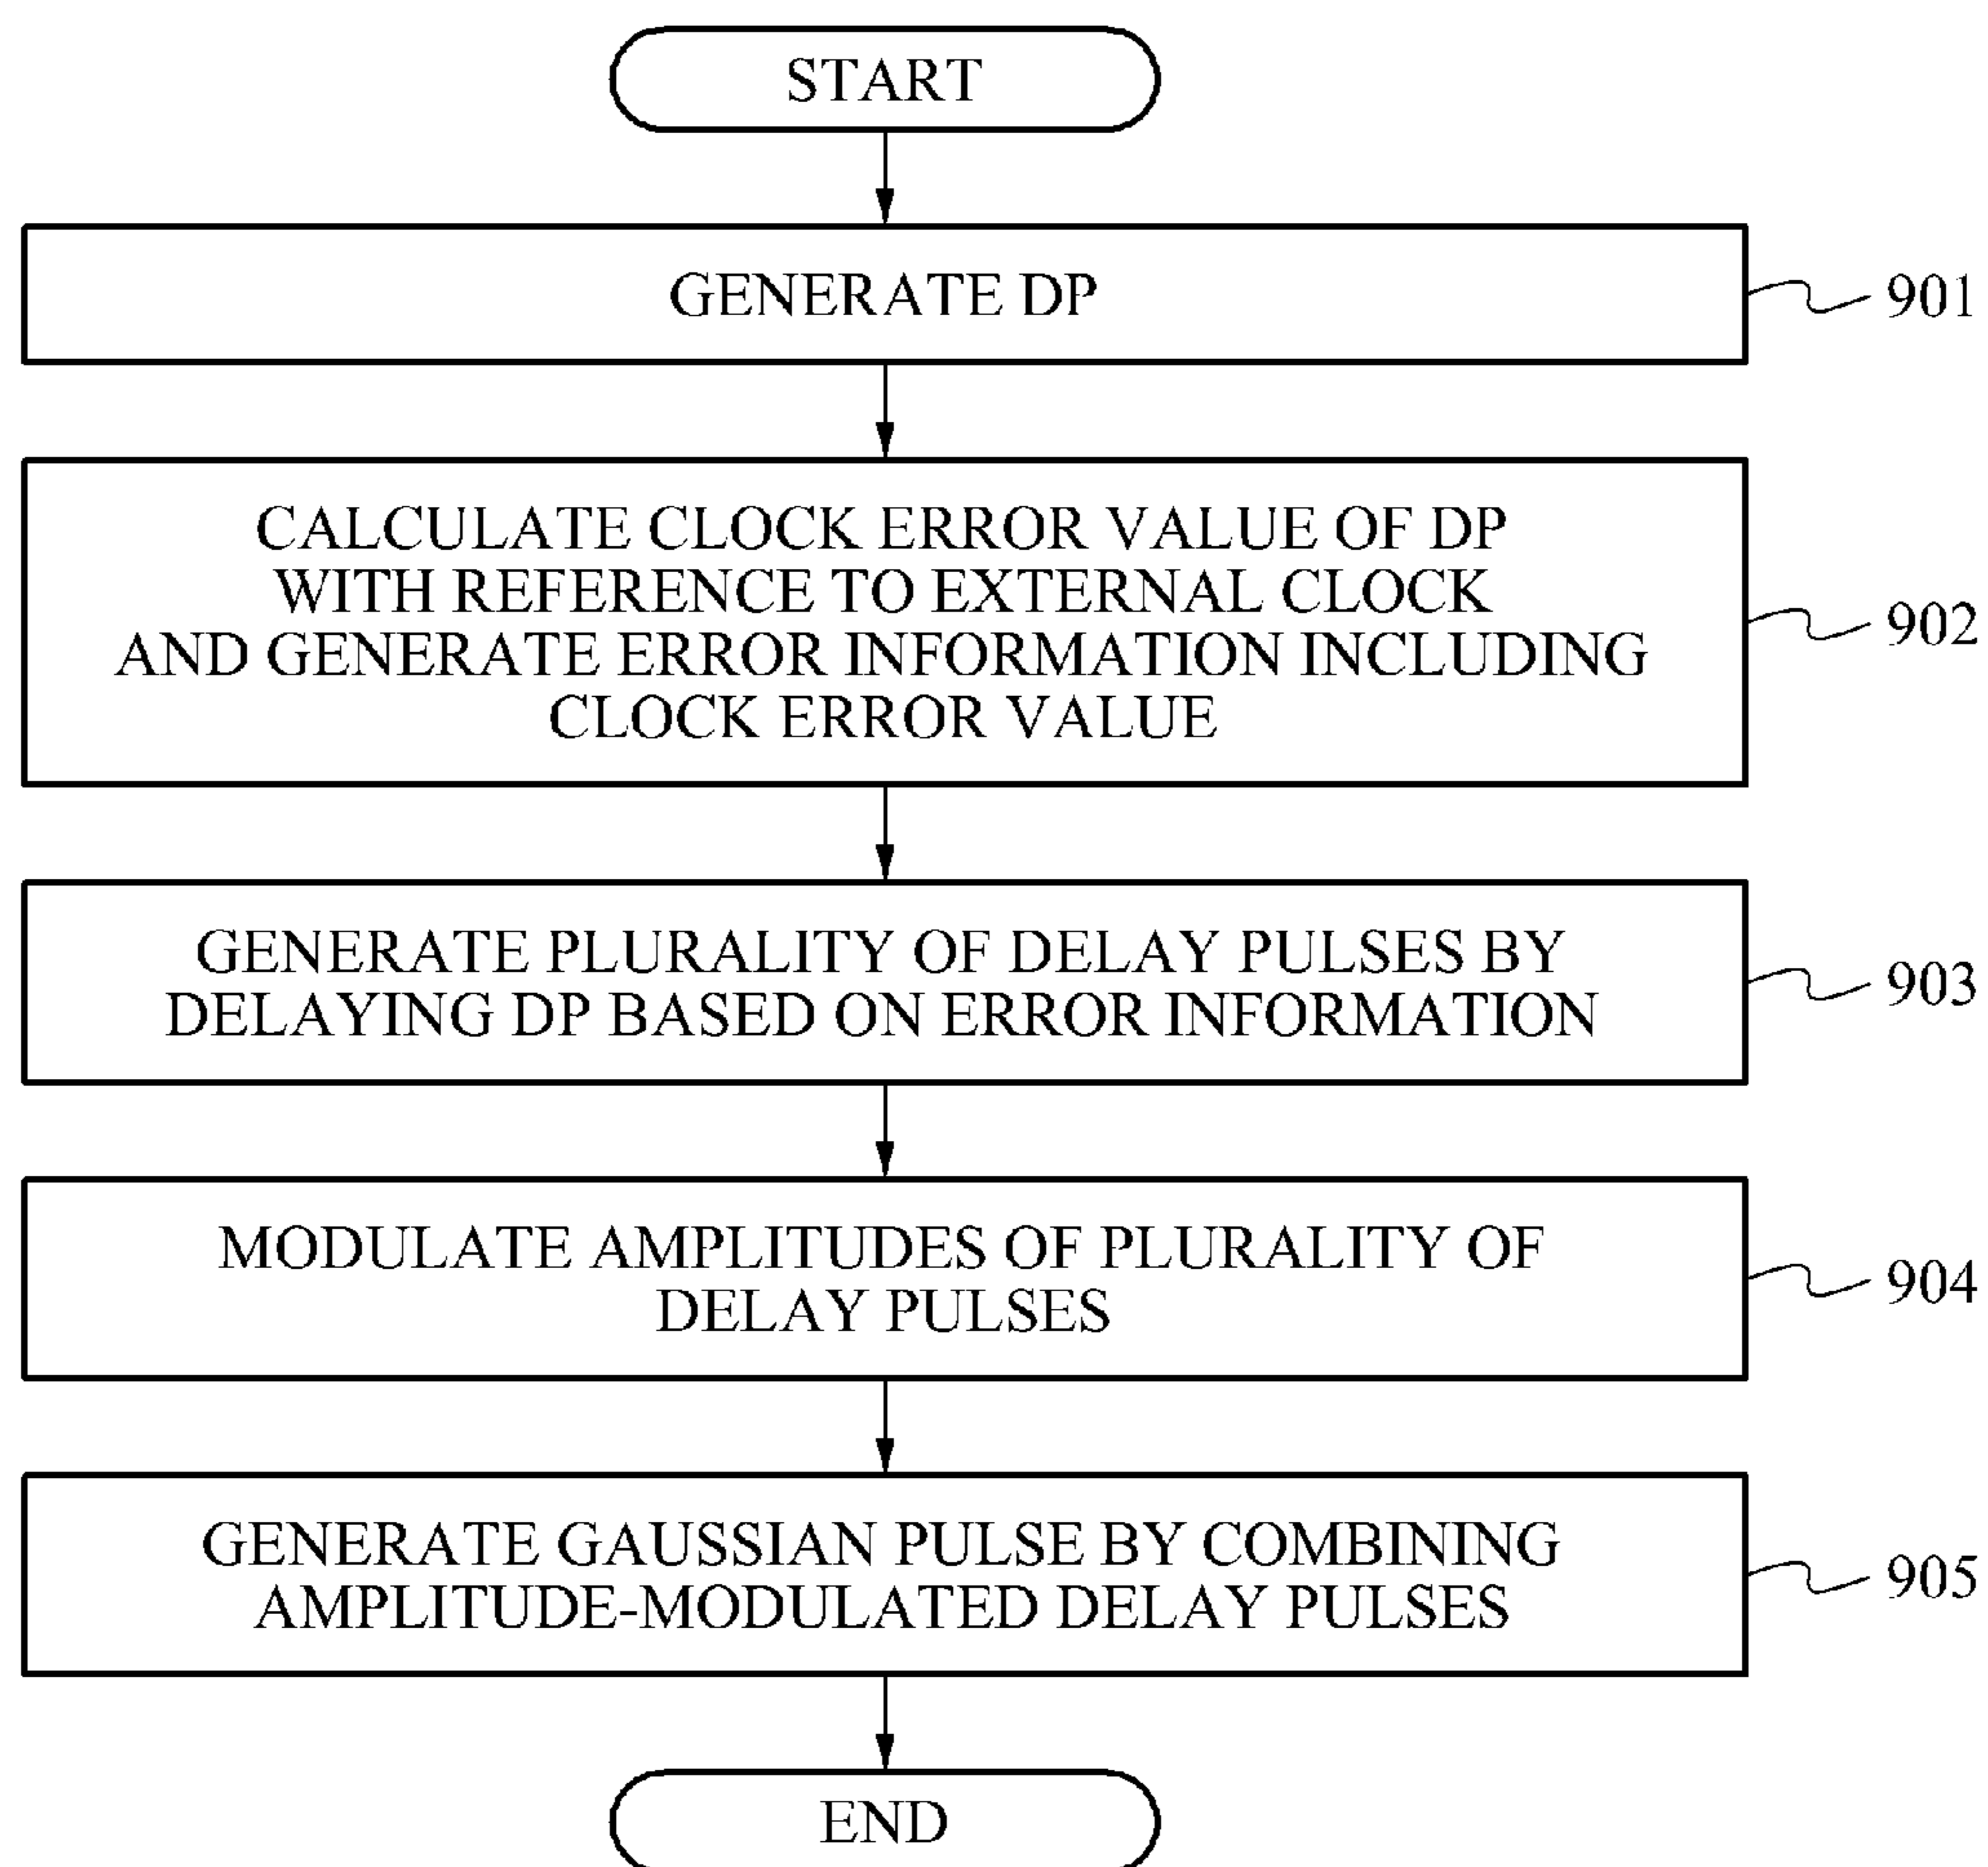 START
GENERATE DP
901
CALCULATE CLOCK ERROR VALUE OF DP
WITH REFERENCE TO EXTERNAL CLOCK
AND GENERATE ERROR INFORMATION INCLUDING
CLOCK ERROR VALUE
902
GENERATE PLURALITY OF DELAY PULSES BY
DELAYING DP BASED ON ERROR INFORMATION
903
MODULATE AMPLITUDES OF PLURALITY OF
DELAY PULSES
904
GENERATE GAUSSIAN PULSE BY COMBINING
AMPLITUDE-MODULATED DELAY PULSES
905
END